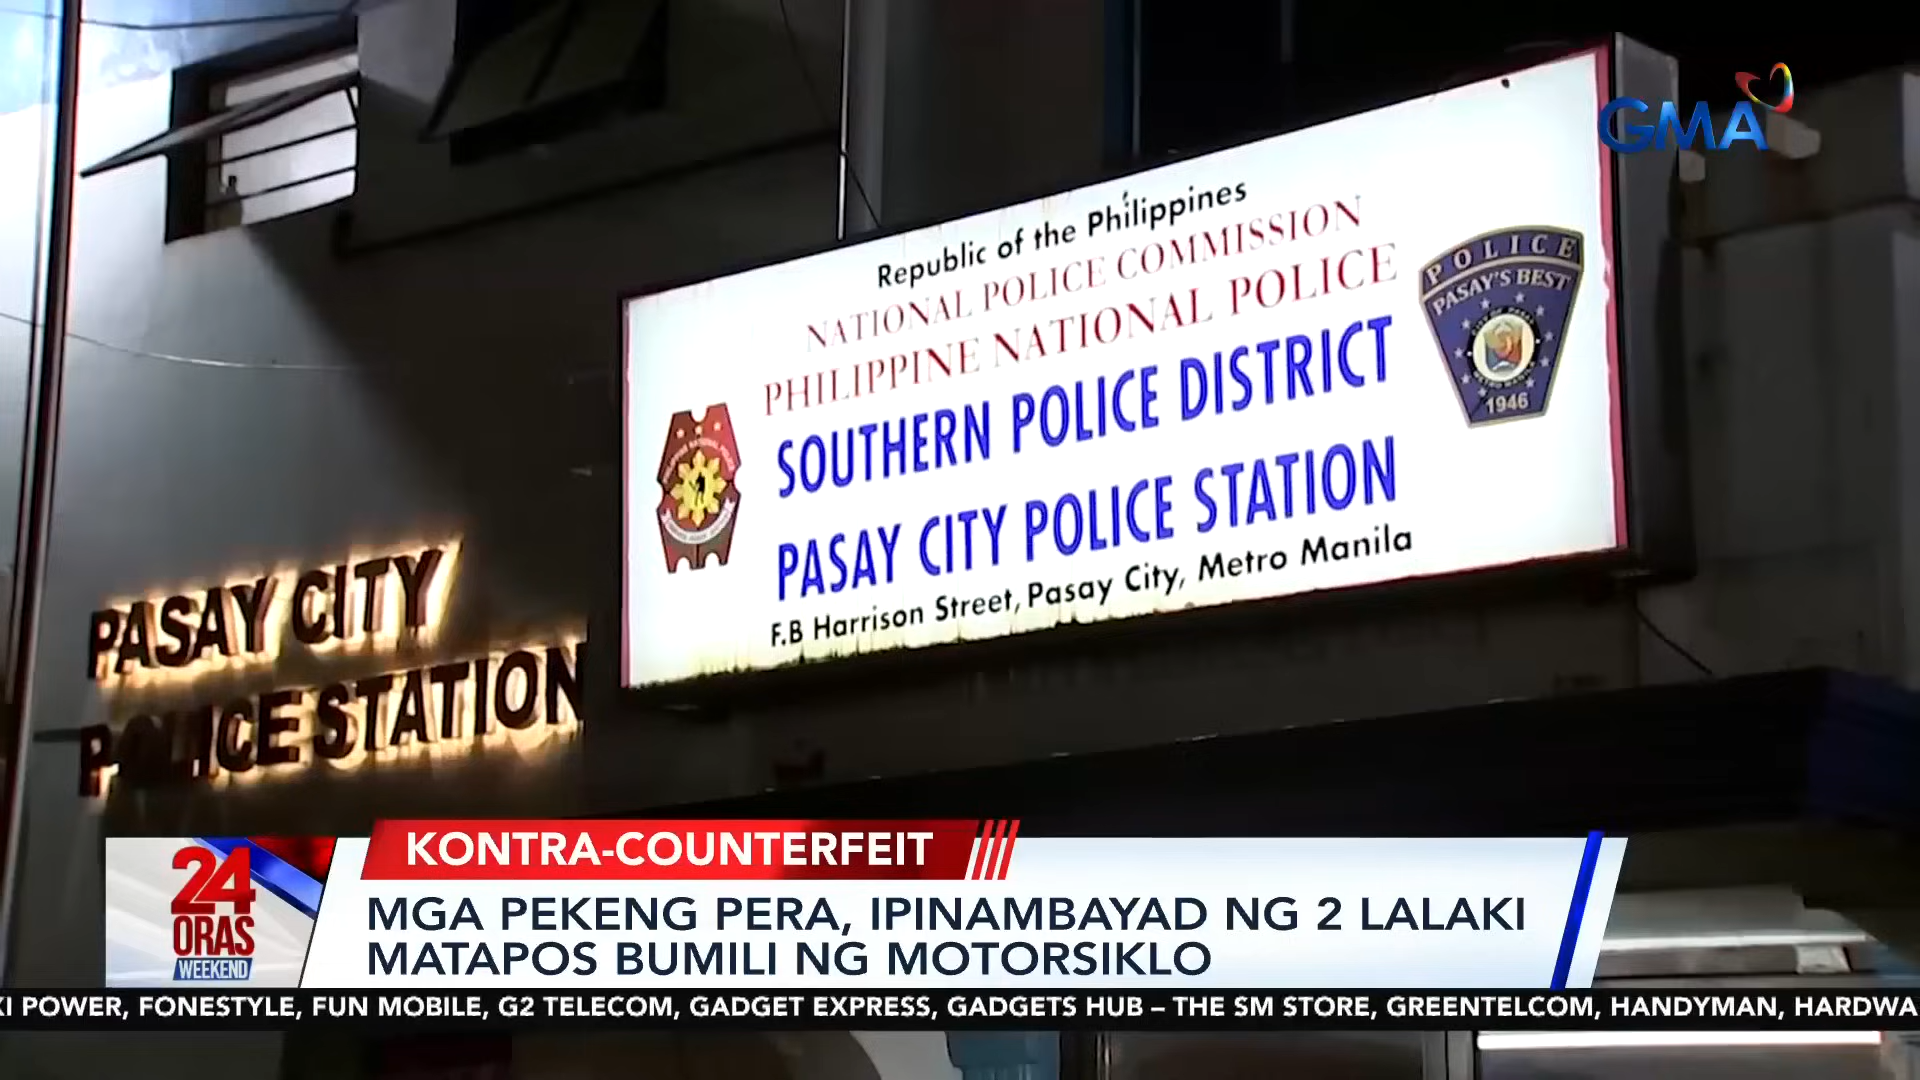 GMA
Republic of the Philippines
NATIONAL POLICE COMMISSION
PHILIPPINE NATIONAL POLICE
SOUTHERN POLICE DISTRICT
PASAY CITY POLICE STATION
F.B Harrison Street, Pasay City, Metro Manila
POLICE
PASAY'S BEST
1946
PASAY CITY
POLICE STATION
KONTRA-COUNTERFEIT
24
ORAS
WEEKEND
MGA PEKENG PERA, IPINAMBAYAD NG 2 LALAKI
MATAPOS BUMILI NG MOTORSIKLO
KI POWER, FONESTYLE, FUN MOBILE, G2 TELECOM, GADGET EXPRESS, GADGETS HUB – THE SM STORE, GREENTELCOM, HANDYMAN, HARDWA